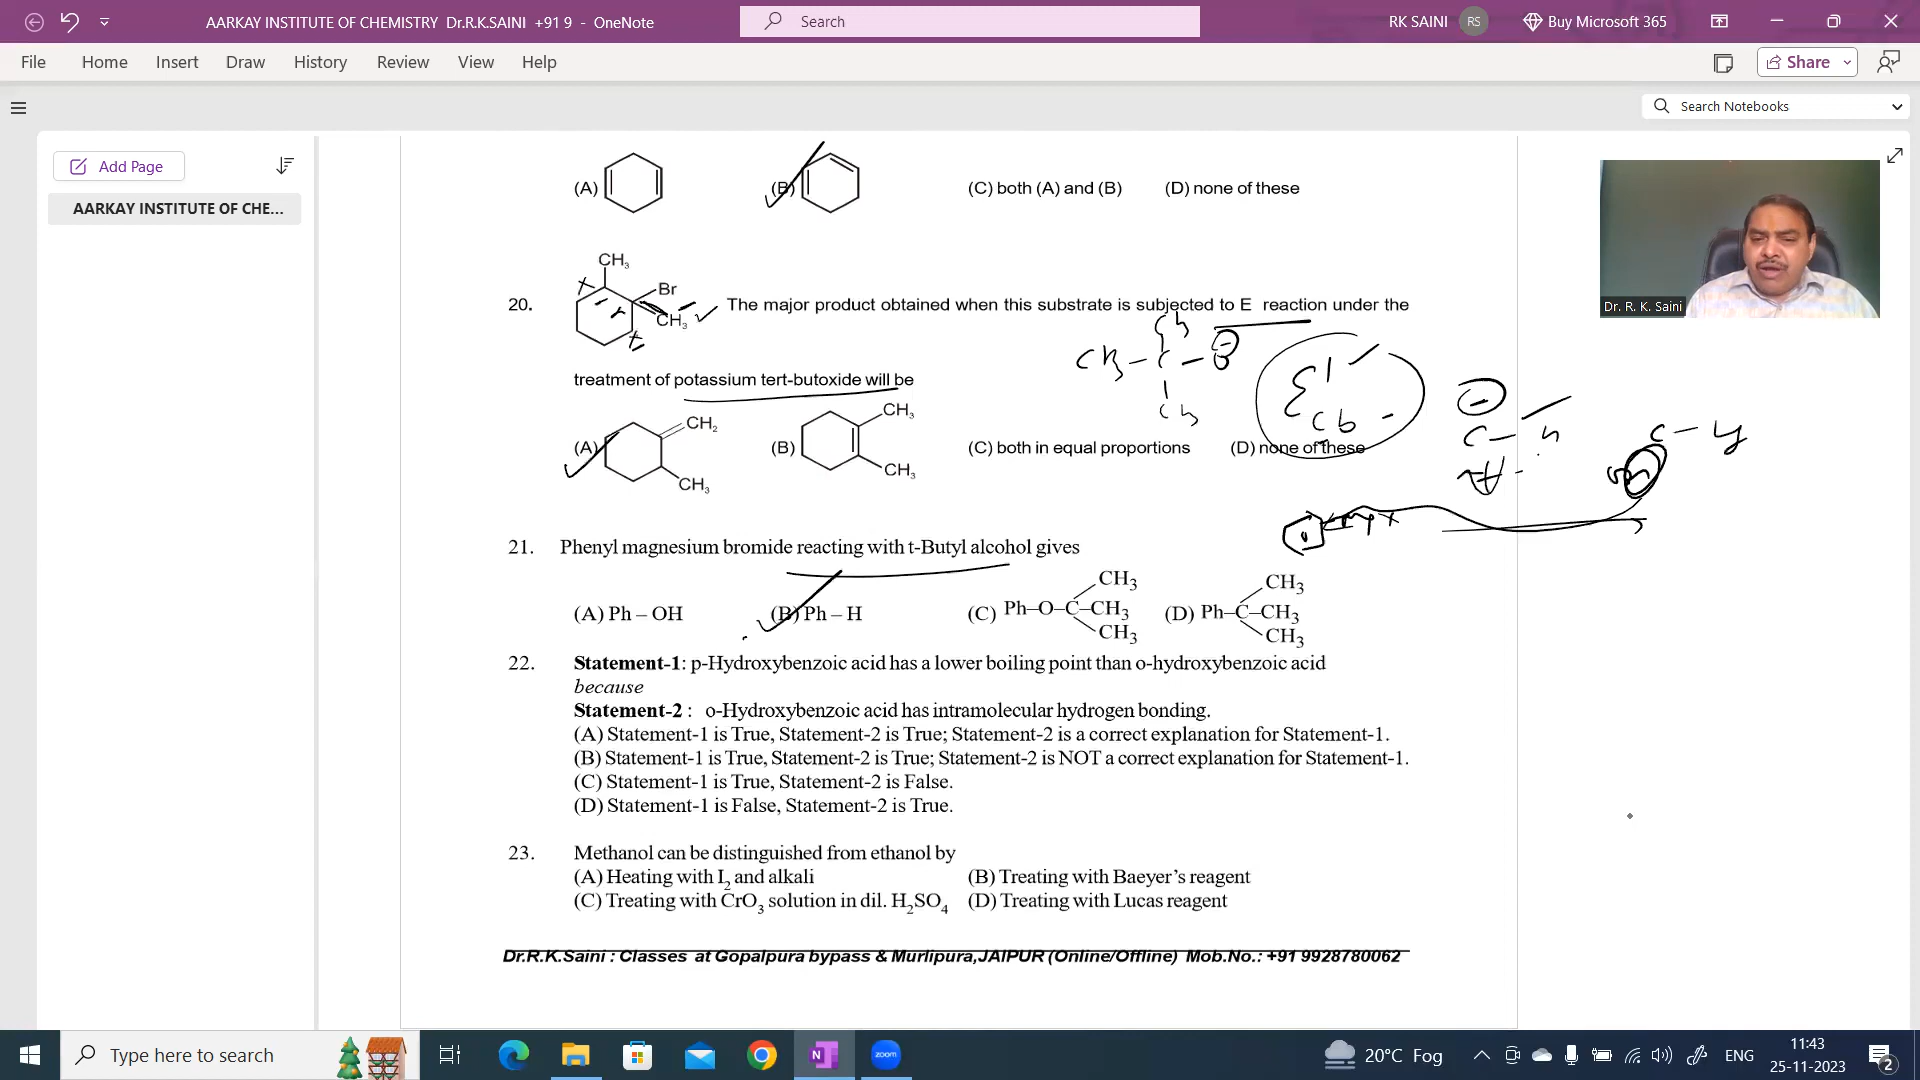 AARKAY INSTITUTE OF CHEMISTRY Dr.R.K.SAINI +91 9 - OneNote
Search
RK SAINI
RS
Buy Microsoft 365
File Home Insert Draw History Review View Help
Share
Search Notebooks
Add Page
AARKAY INSTITUTE OF CHE...
Dr. R. K. Saini
(A) (B) (C) both (A) and (B) (D) none of these
CH3
Br
CH3
20. The major product obtained when this substrate is subjected to E reaction under the
treatment of potassium tert-butoxide will be
CH2
CH3
CH3
CH3
(A) (B) (C) both in equal proportions (D) none of these
21. Phenyl magnesium bromide reacting with t-Butyl alcohol gives
(A) Ph – OH (B) Ph – H (C) Ph–O–C–CH3 (D) Ph–C–CH3
CH3
CH3
CH3
CH3
22. Statement-1: p-Hydroxybenzoic acid has a lower boiling point than o-hydroxybenzoic acid
because
Statement-2 : o-Hydroxybenzoic acid has intramolecular hydrogen bonding.
(A) Statement-1 is True, Statement-2 is True; Statement-2 is a correct explanation for Statement-1.
(B) Statement-1 is True, Statement-2 is True; Statement-2 is NOT a correct explanation for Statement-1.
(C) Statement-1 is True, Statement-2 is False.
(D) Statement-1 is False, Statement-2 is True.
23. Methanol can be distinguished from ethanol by
(A) Heating with I2 and alkali (B) Treating with Baeyer's reagent
(C) Treating with CrO3 solution in dil. H2SO4 (D) Treating with Lucas reagent
Dr.R.K.Saini : Classes at Gopalpura bypass & Murlipura,JAIPUR (Online/Offline) Mob.No.: +91 9928780062
Type here to search
zoom
20°C Fog
ENG
11:43
25-11-2023
2